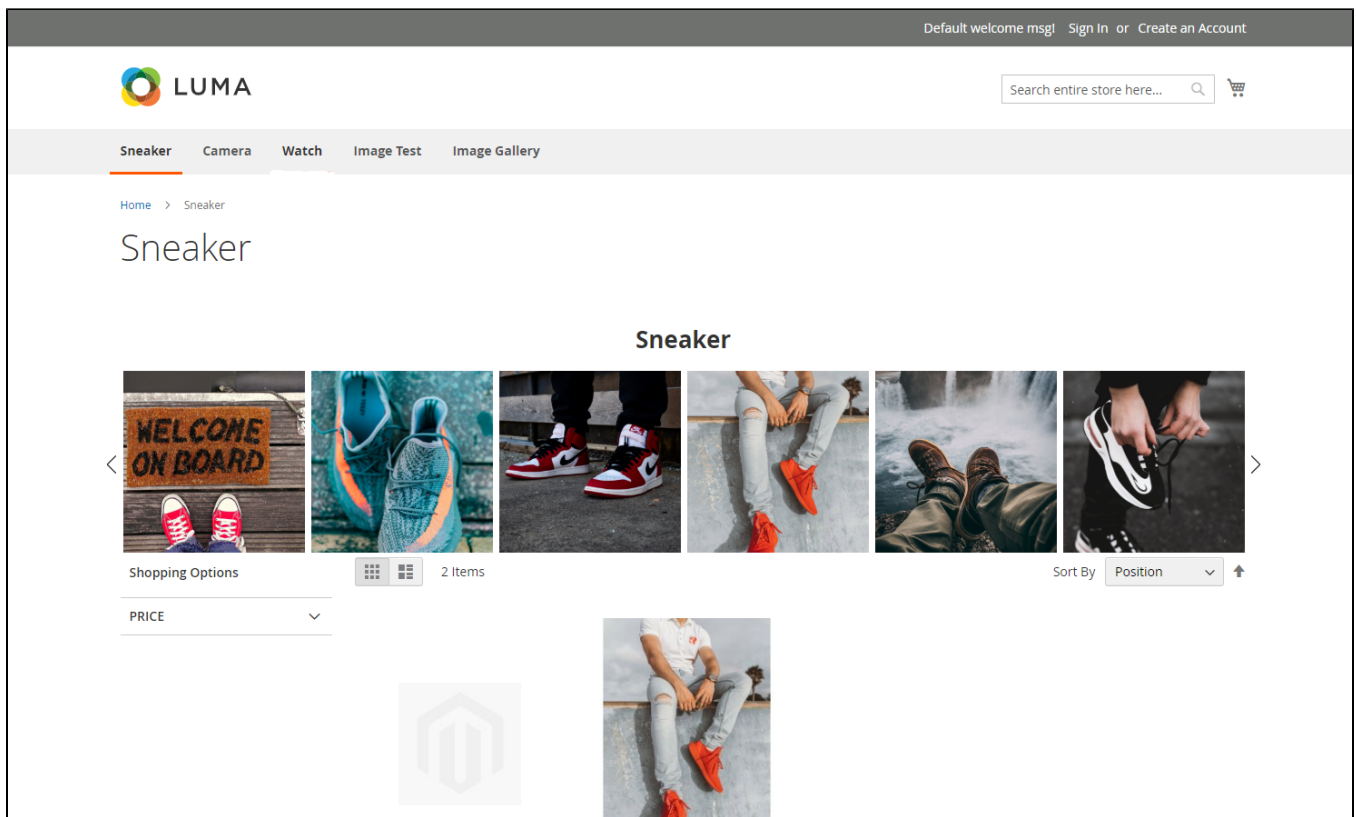 Default welcome msg! Sign In or Create an Account
LUMA
Search entire store here...
Sneaker Camera Watch Image Test Image Gallery
Home > Sneaker
Sneaker
Sneaker
WELCOME
ON BOARD
Shopping Options
2 Items
Sort By Position
PRICE